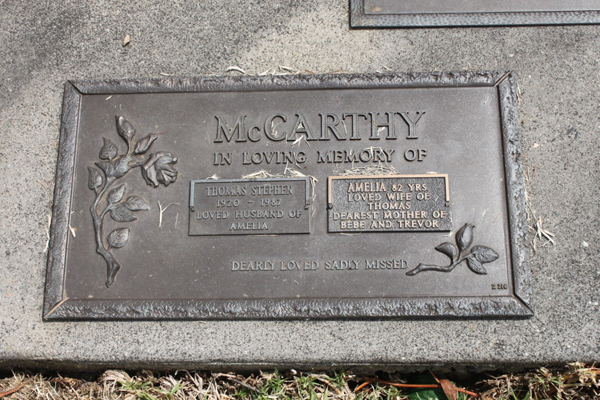 McCARTHY
IN LOVING MEMORY OF
THOMAS STEPHEN
1920 - 1987
LOVED HUSBAND OF
AMELIA
AMELIA 82 YRS.
LOVED WIFE OF
THOMAS
DEAREST MOTHER OF
BEBE AND TREVOR
DEARLY LOVED SADLY MISSED